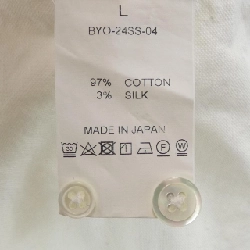 L
BYO-24SS-04
97% COTTON
3% SILK
MADE IN JAPAN